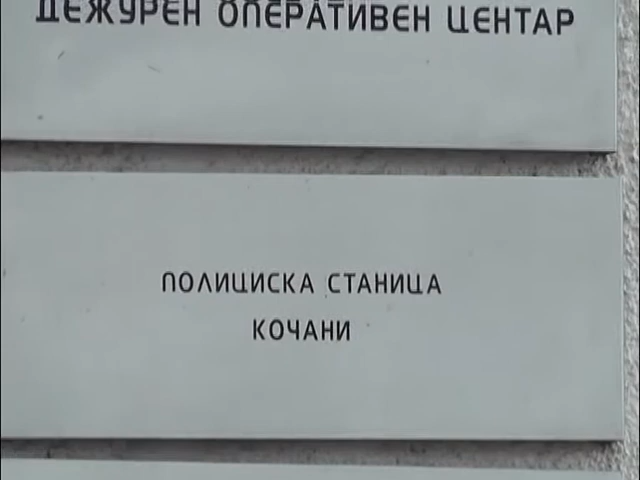 ДЕЖУРЕН ОПЕРАТИВЕН ЦЕНТАР
ПОЛИЦИСКА СТАНИЦА
КОЧАНИ